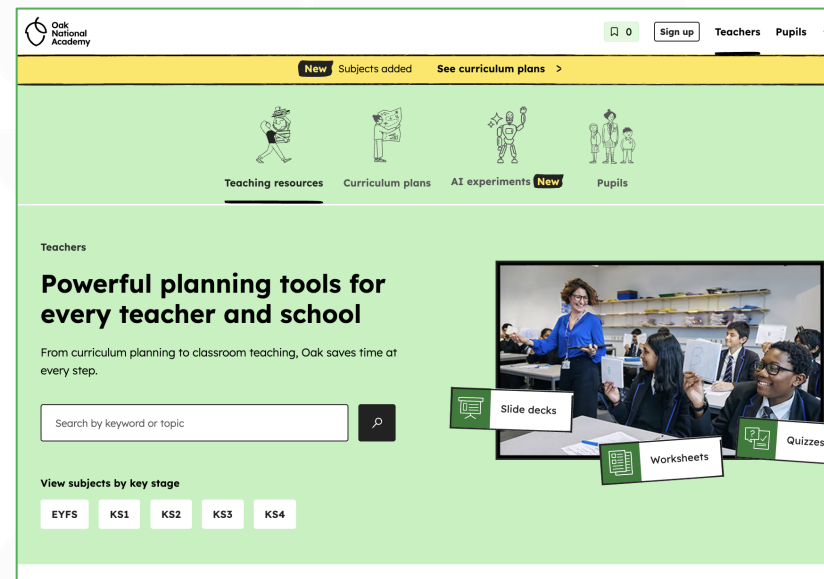 Oak
National
Academy
0
Sign up
Teachers
Pupils
New Subjects added See curriculum plans >
Teaching resources
Curriculum plans
AI experiments New
Pupils
Teachers
Powerful planning tools for
every teacher and school
From curriculum planning to classroom teaching, Oak saves time at
every step.
Search by keyword or topic
Slide decks
Worksheets
Quizzes
View subjects by key stage
EYFS
KS1
KS2
KS3
KS4